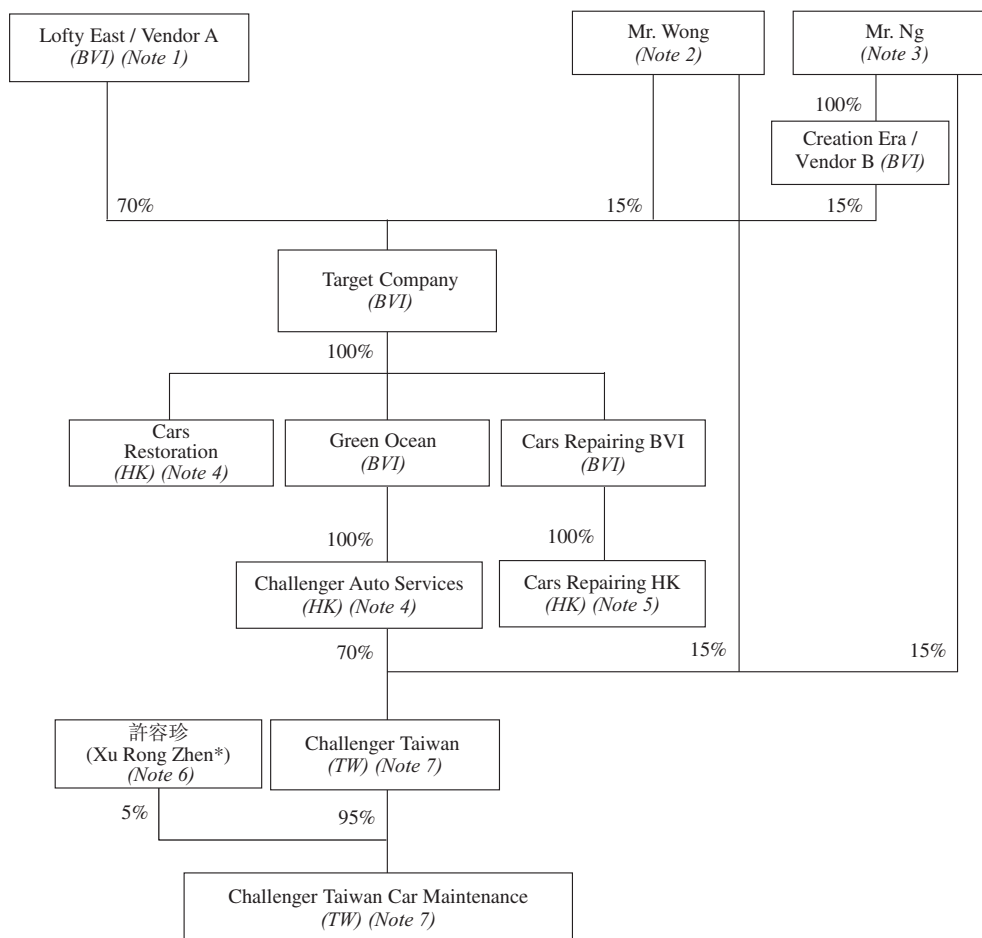 Lofty East / Vendor A
(BVI) (Note 1)
Mr. Wong
(Note 2)
Mr. Ng
(Note 3)
100%
Creation Era /
Vendor B (BVI)
70%
15%
15%
Target Company
(BVI)
100%
Cars
Restoration
(HK) (Note 4)
Green Ocean
(BVI)
Cars Repairing BVI
(BVI)
100%
100%
Challenger Auto Services
(HK) (Note 4)
Cars Repairing HK
(HK) (Note 5)
70%
15%
15%
許容珍
(Xu Rong Zhen*)
(Note 6)
Challenger Taiwan
(TW) (Note 7)
5%
95%
Challenger Taiwan Car Maintenance
(TW) (Note 7)